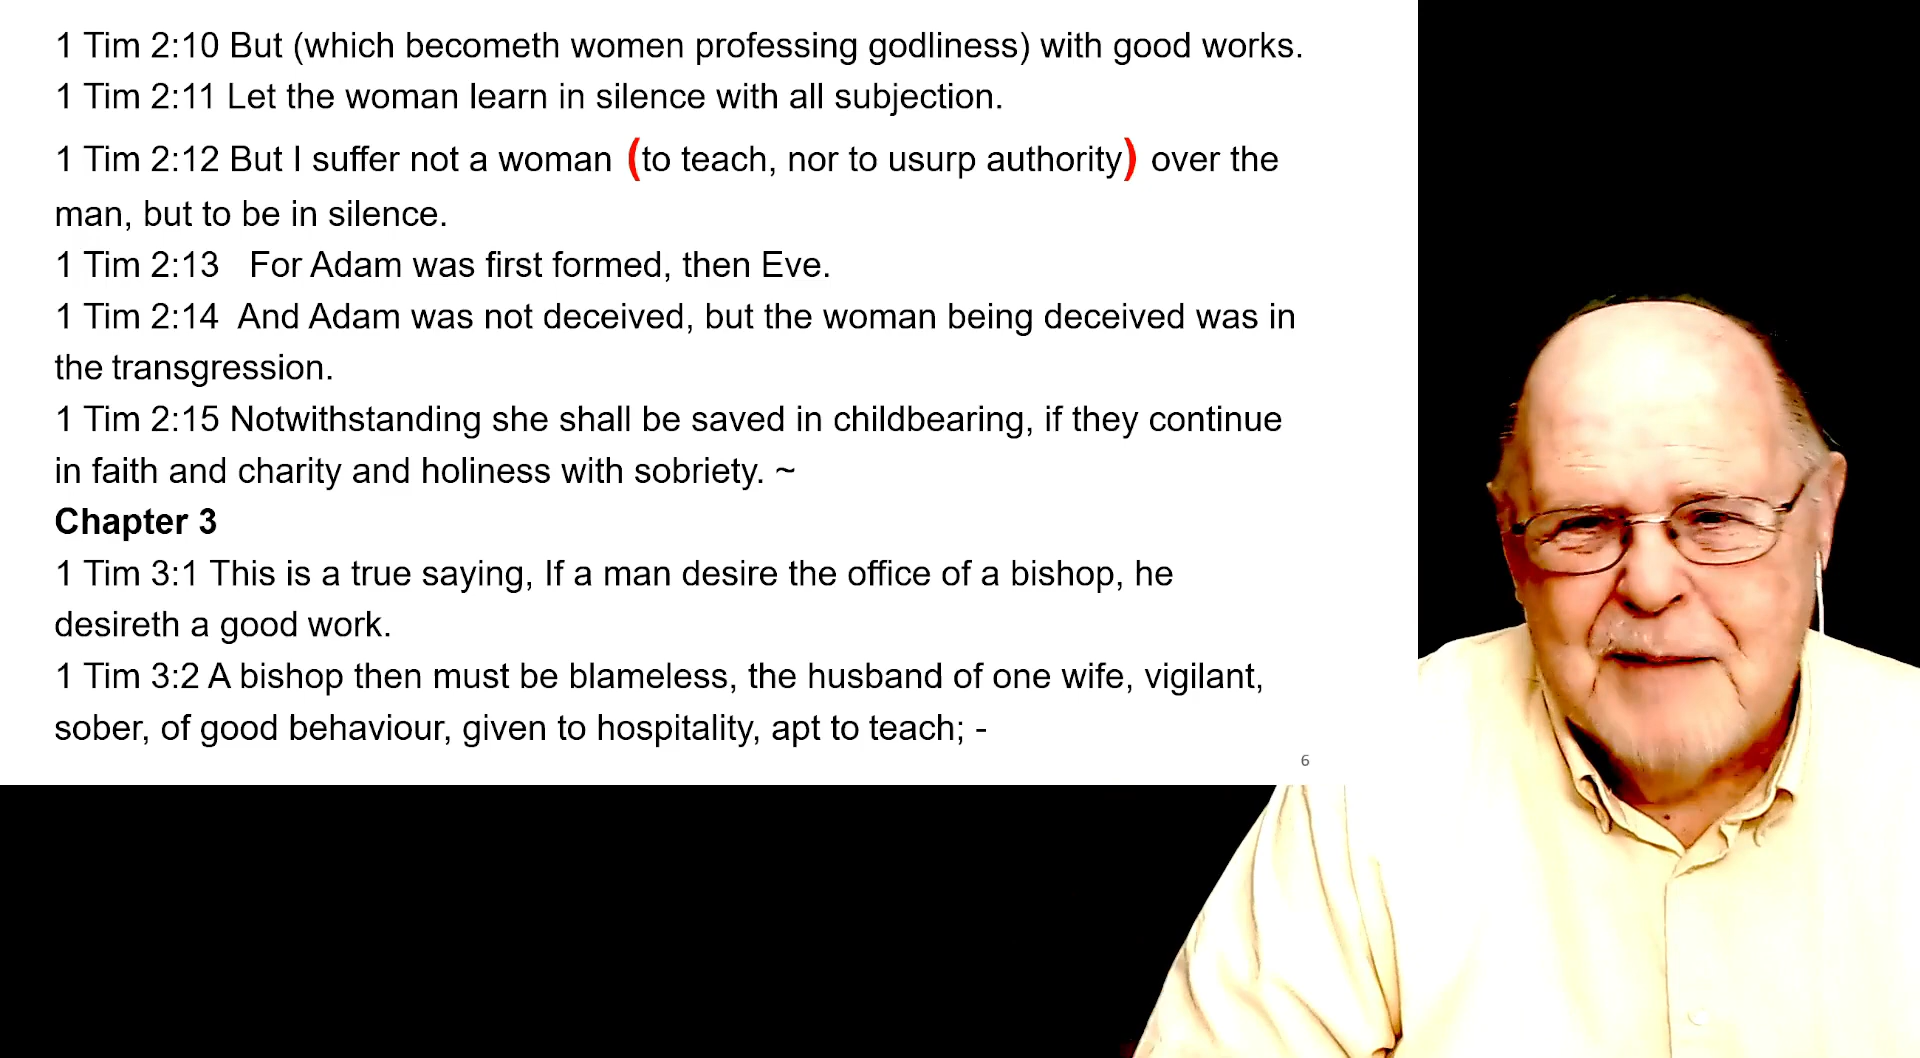 1 Tim 2:10 But (which becometh women professing godliness) with good works.
1 Tim 2:11 Let the woman learn in silence with all subjection.
1 Tim 2:12 But I suffer not a woman (to teach, nor to usurp authority) over the
man, but to be in silence.
1 Tim 2:13 For Adam was first formed, then Eve.
1 Tim 2:14 And Adam was not deceived, but the woman being deceived was in
the transgression.
1 Tim 2:15 Notwithstanding she shall be saved in childbearing, if they continue
in faith and charity and holiness with sobriety. ~
Chapter 3
1 Tim 3:1 This is a true saying, If a man desire the office of a bishop, he
desireth a good work.
1 Tim 3:2 A bishop then must be blameless, the husband of one wife, vigilant,
sober, of good behaviour, given to hospitality, apt to teach; -
6